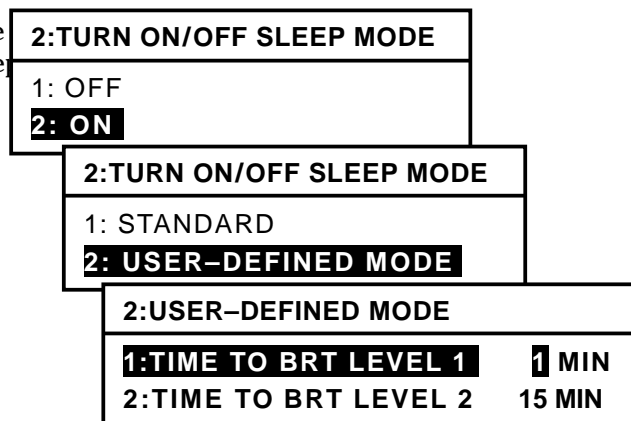 2:TURN ON/OFF SLEEP MODE
1: OFF
2: ON
2:TURN ON/OFF SLEEP MODE
1: STANDARD
2: USER–DEFINED MODE
2:USER–DEFINED MODE
1:TIME TO BRT LEVEL 1 1 MIN
2:TIME TO BRT LEVEL 2 15 MIN